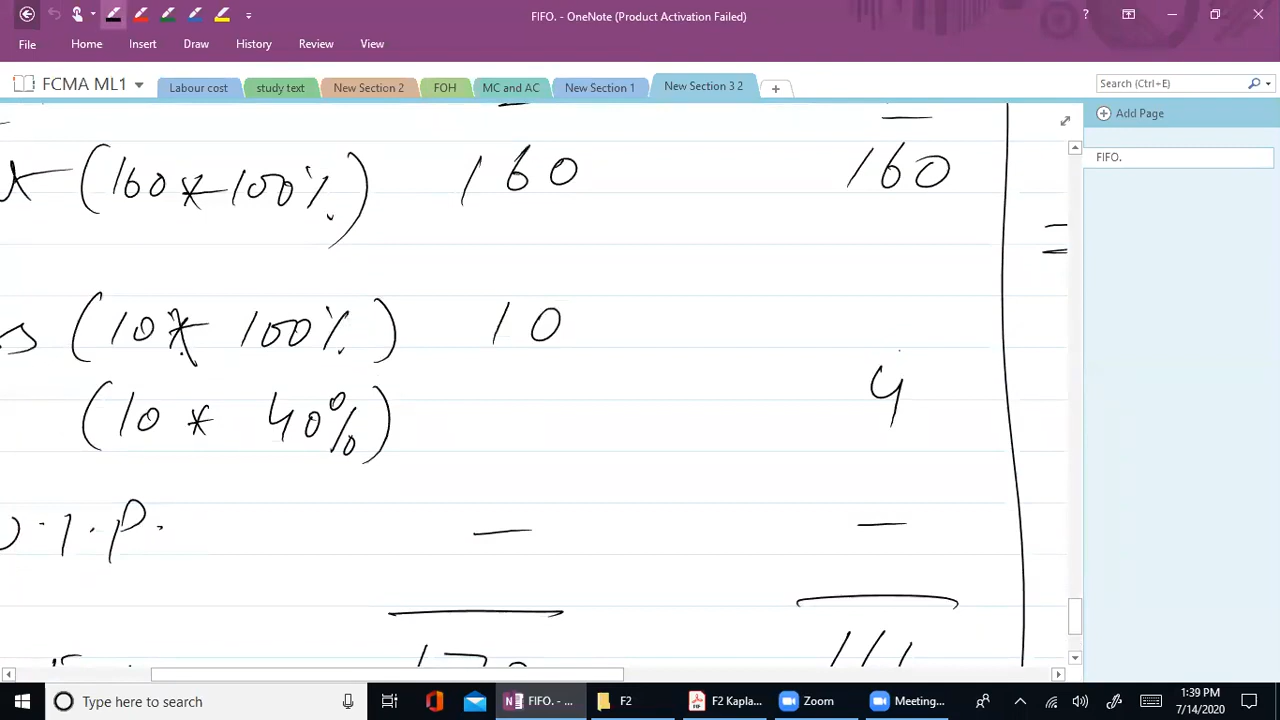 FIFO. - OneNote (Product Activation Failed)
File Home Insert Draw History Review View
FCMA ML1 Labour cost study text New Section 2 FOH MC and AC New Section 1 New Section 3 2 Search (Ctrl+E)
Add Page
FIFO.
(160*100%) 160 160
(10* 100%) 10
(10 * 40%) 4
.I.P. — —
Type here to search FIFO. - ... F2 F2 Kapla... Zoom Meeting... 1:39 PM
7/14/2020